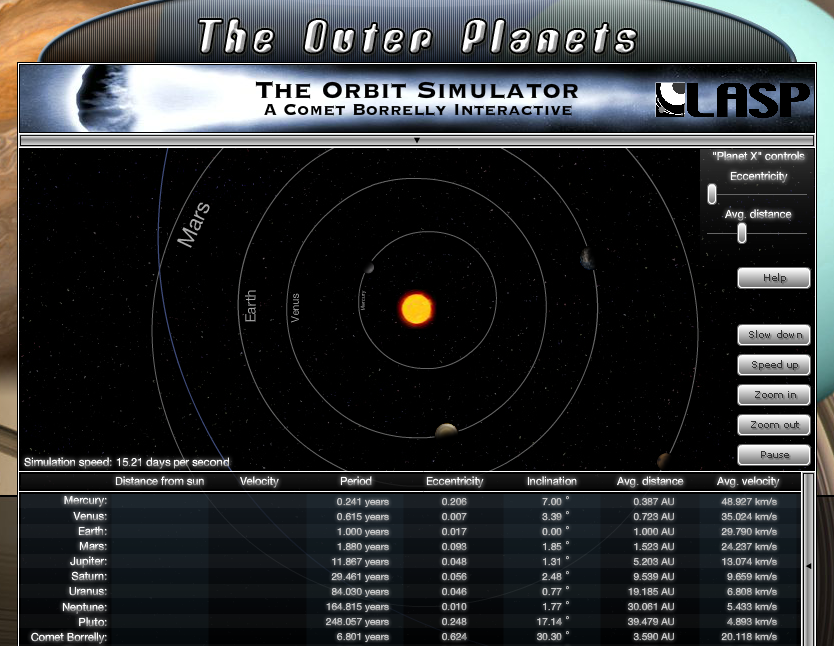 The Outer Planets
THE ORBIT SIMULATOR
A COMET BORRELLY INTERACTIVE
LASP
"Planet X" controls
Eccentricity
Avg. distance
Mars
Earth
Venus
Mercury
Help
Slow down
Speed up
Zoom in
Zoom out
Pause
Simulation speed: 15.21 days per second
Distance from sun Velocity Period Eccentricity Inclination Avg. distance Avg. velocity
Mercury: 0.241 years 0.206 7.00 ° 0.387 AU 48.927 km/s
Venus: 0.615 years 0.007 3.39 ° 0.723 AU 35.024 km/s
Earth: 1.000 years 0.017 0.00 ° 1.000 AU 29.790 km/s
Mars: 1.880 years 0.093 1.85 ° 1.523 AU 24.237 km/s
Jupiter: 11.867 years 0.048 1.31 ° 5.203 AU 13.074 km/s
Saturn: 29.461 years 0.056 2.48 ° 9.539 AU 9.659 km/s
Uranus: 84.030 years 0.046 0.77 ° 19.185 AU 6.808 km/s
Neptune: 164.815 years 0.010 1.77 ° 30.061 AU 5.433 km/s
Pluto: 248.057 years 0.248 17.14 ° 39.479 AU 4.893 km/s
Comet Borrelly: 6.801 years 0.624 30.30 ° 3.590 AU 20.118 km/s